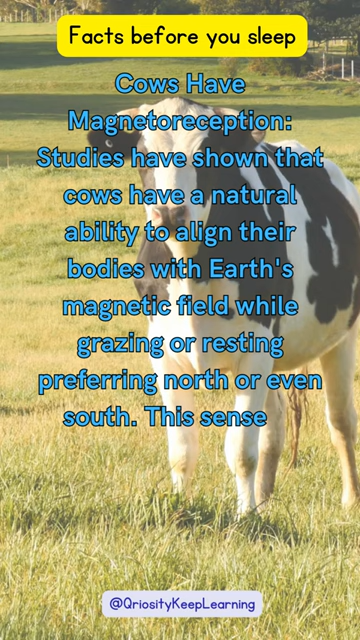 Facts before you sleep
Cows Have
Magnetoreception:
Studies have shown that
cows have a natural
ability to align their
bodies with Earth's
magnetic field while
grazing or resting
preferring north or even
south. This sense
@QriosityKeepLearning